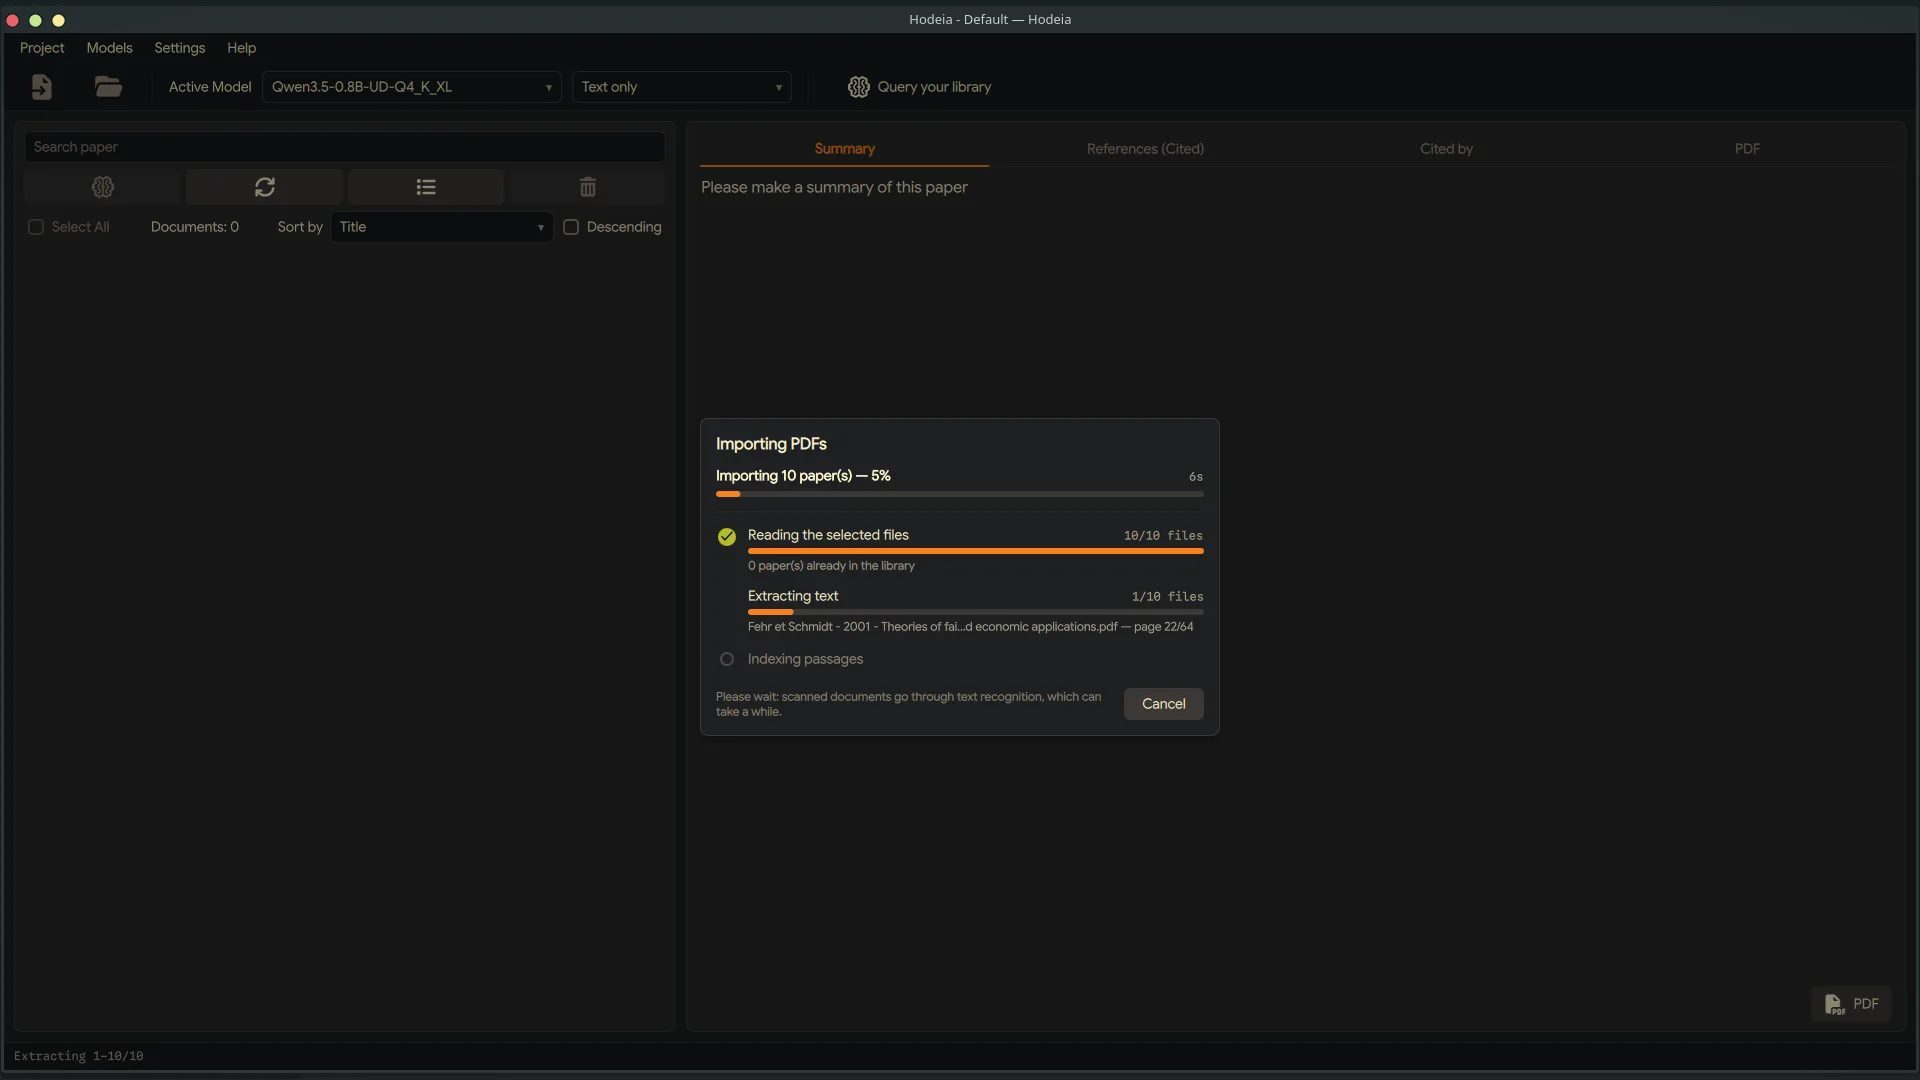 Hodeia - Default — Hodeia
Project Models Settings Help
Active Model Qwen3.5-0.8B-UD-Q4_K_XL Text only Query your library
Search paper
Select All Documents: 0 Sort by Title Descending
Summary References (Cited) Cited by PDF
Please make a summary of this paper
Importing PDFs
Importing 10 paper(s) — 5% 6s
Reading the selected files 10/10 files
0 paper(s) already in the library
Extracting text 1/10 files
Fehr et Schmidt - 2001 - Theories of fai...d economic applications.pdf — page 22/64
Indexing passages
Please wait: scanned documents go through text recognition, which can
take a while.
Cancel
PDF
Extracting 1–10/10